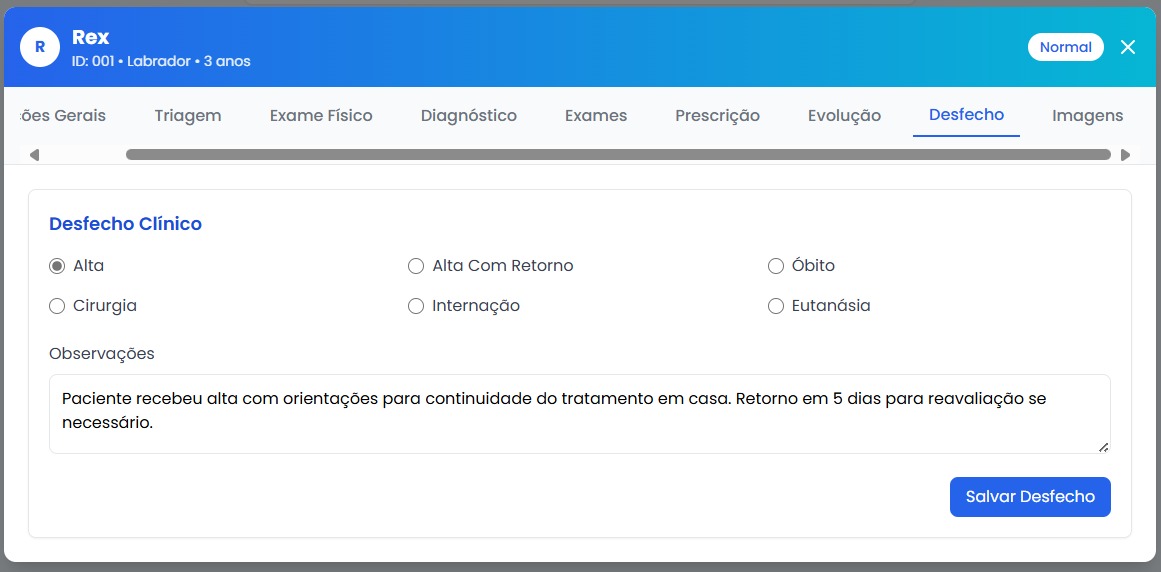 R
Rex
ID: 001 • Labrador • 3 anos
Normal
ões Gerais
Triagem
Exame Físico
Diagnóstico
Exames
Prescrição
Evolução
Desfecho
Imagens
Desfecho Clínico
Alta
Alta Com Retorno
Óbito
Cirurgia
Internação
Eutanásia
Observações
Paciente recebeu alta com orientações para continuidade do tratamento em casa. Retorno em 5 dias para reavaliação se
necessário.
Salvar Desfecho